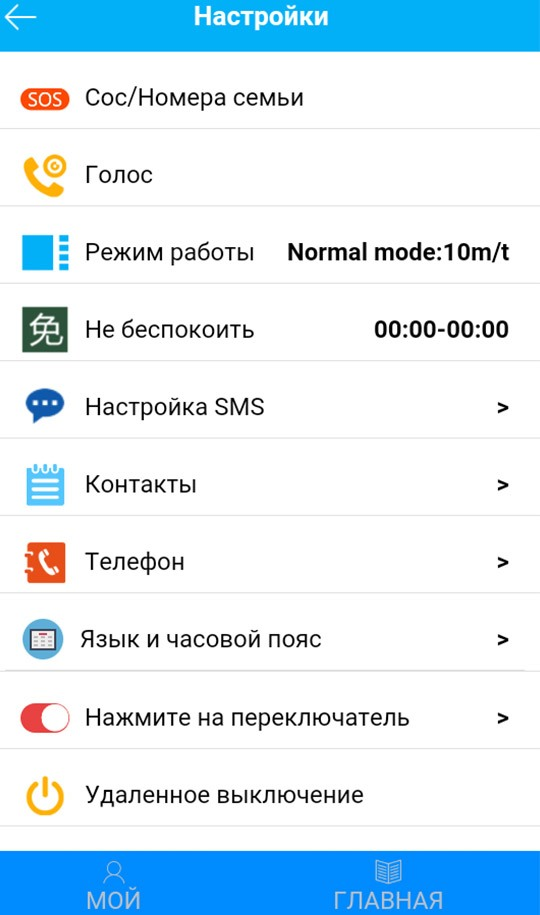 Настройки
SOS Сос/Номера семьи
Голос
Режим работы Normal mode:10m/t
免 Не беспокоить 00:00-00:00
Настройка SMS >
Контакты >
Телефон >
Язык и часовой пояс >
Нажмите на переключатель >
Удаленное выключение
МОЙ ГЛАВНАЯ